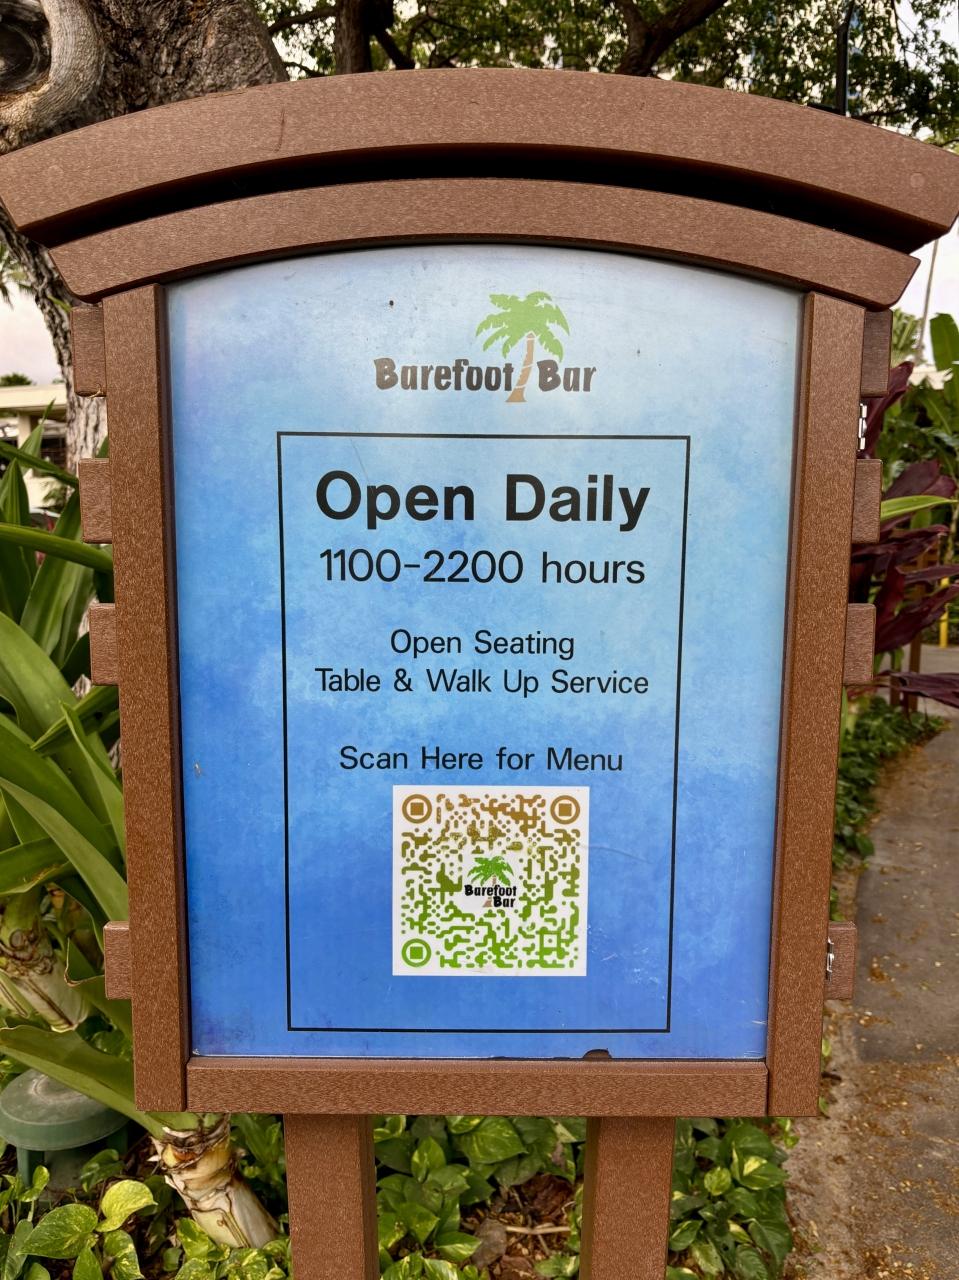 Barefoot Bar
Open Daily
1100-2200 hours
Open Seating
Table & Walk Up Service
Scan Here for Menu
Barefoot
Bar